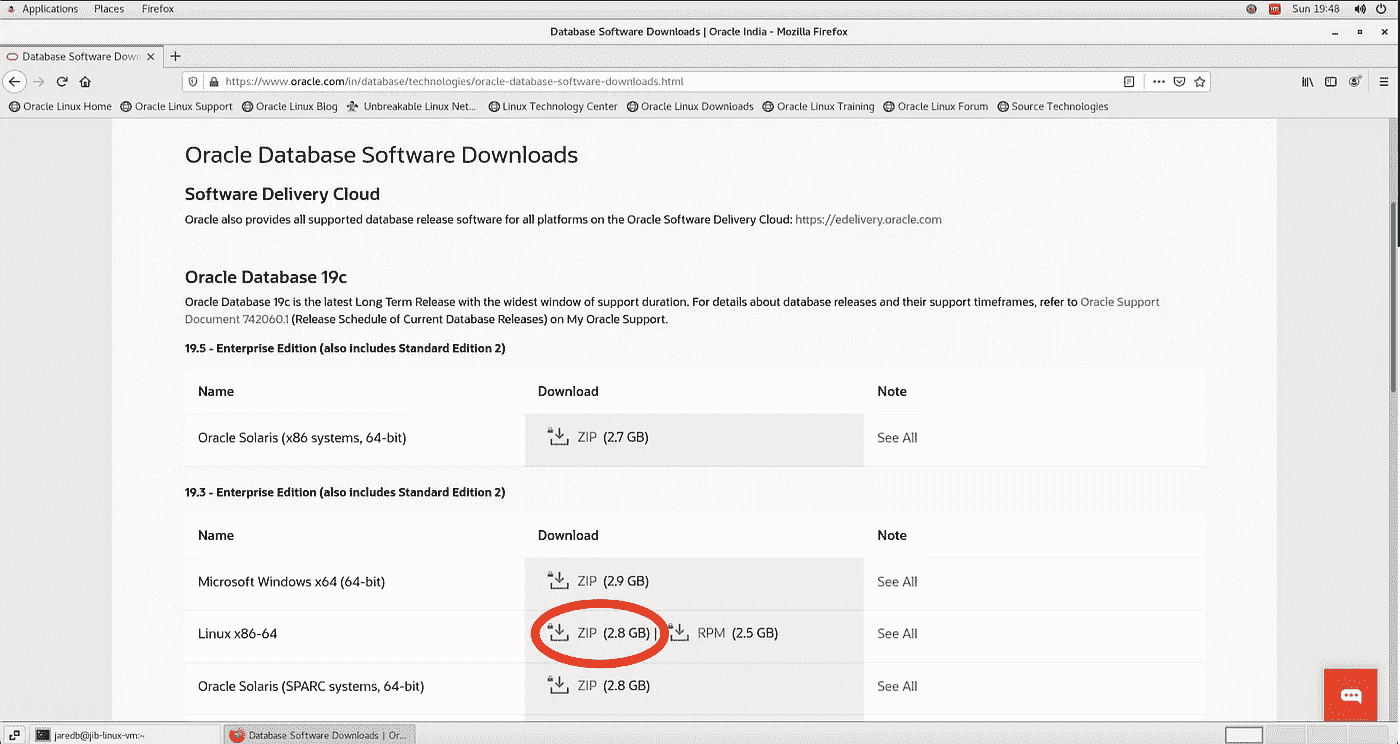 Applications Places Firefox Sun 19:48
Database Software Downloads | Oracle India - Mozilla Firefox
Database Software Down
https://www.oracle.com/in/database/technologies/oracle-database-software-downloads.html
Oracle Linux Home Oracle Linux Support Oracle Linux Blog Unbreakable Linux Net... Linux Technology Center Oracle Linux Downloads Oracle Linux Training Oracle Linux Forum Source Technologies
Oracle Database Software Downloads
Software Delivery Cloud
Oracle also provides all supported database release software for all platforms on the Oracle Software Delivery Cloud: https://edelivery.oracle.com
Oracle Database 19c
Oracle Database 19c is the latest Long Term Release with the widest window of support duration. For details about database releases and their support timeframes, refer to Oracle Support
Document 742060.1 (Release Schedule of Current Database Releases) on My Oracle Support.
19.5 - Enterprise Edition (also includes Standard Edition 2)
Name Download Note
Oracle Solaris (x86 systems, 64-bit) ZIP (2.7 GB) See All
19.3 - Enterprise Edition (also includes Standard Edition 2)
Name Download Note
Microsoft Windows x64 (64-bit) ZIP (2.9 GB) See All
Linux x86-64 ZIP (2.8 GB) | RPM (2.5 GB) See All
Oracle Solaris (SPARC systems, 64-bit) ZIP (2.8 GB) See All
jaredb@jib-linux-vm:~ Database Software Downloads | Or...